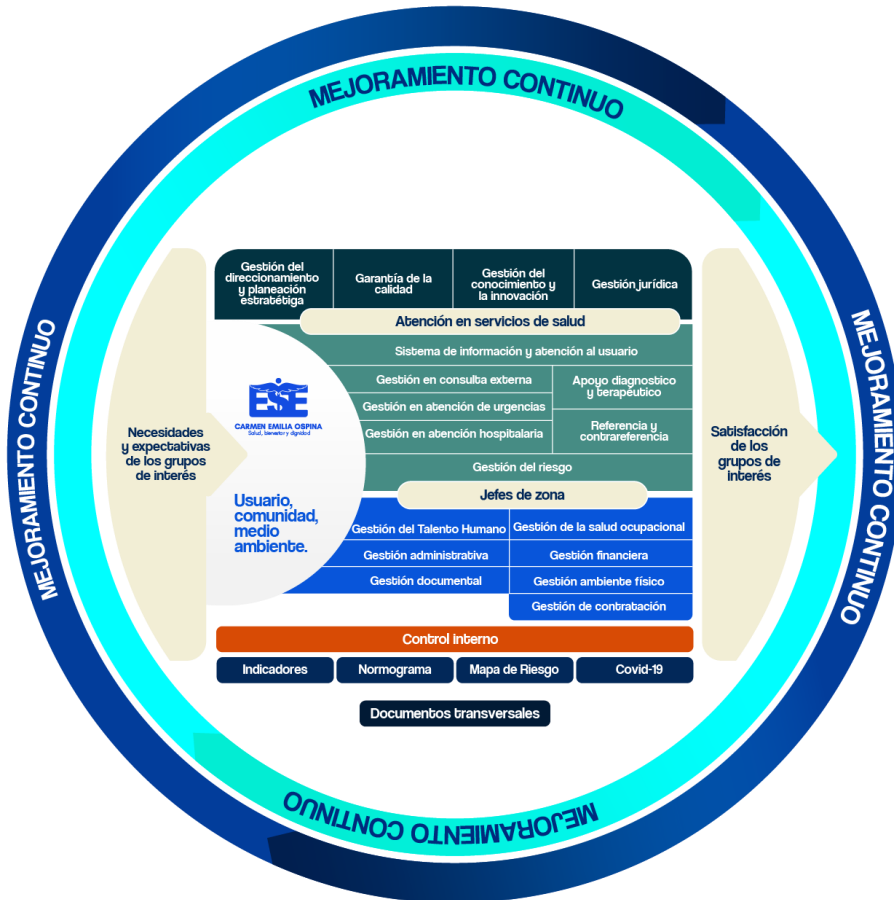 MEJORAMIENTO CONTINUO
MEJORAMIENTO CONTINUO
MEJORAMIENTO CONTINUO
Gestión del
direccionamiento
y planeación
estratétiga
Garantía de la
calidad
Gestión del
conocimiento y
la innovación
Gestión jurídica
Atención en servicios de salud
Sistema de información y atención al usuario
Gestión en consulta externa
Gestión en atención de urgencias
Gestión en atención hospitalaria
Apoyo diagnostico
y terapéutico
Referencia y
contrareferencia
Gestión del riesgo
ESE
CARMEN EMILIA OSPINA
Salud, bienestar y dignidad
Necesidades
y expectativas
de los grupos
de interés
Usuario,
comunidad,
medio
ambiente.
Satisfacción
de los
grupos de
interés
Jefes de zona
Gestión del Talento Humano
Gestión de la salud ocupacional
Gestión administrativa
Gestión financiera
Gestión documental
Gestión ambiente físico
Gestión de contratación
Control interno
Indicadores
Normograma
Mapa de Riesgo
Covid-19
Documentos transversales
MEJORAMIENTO CONTINUO